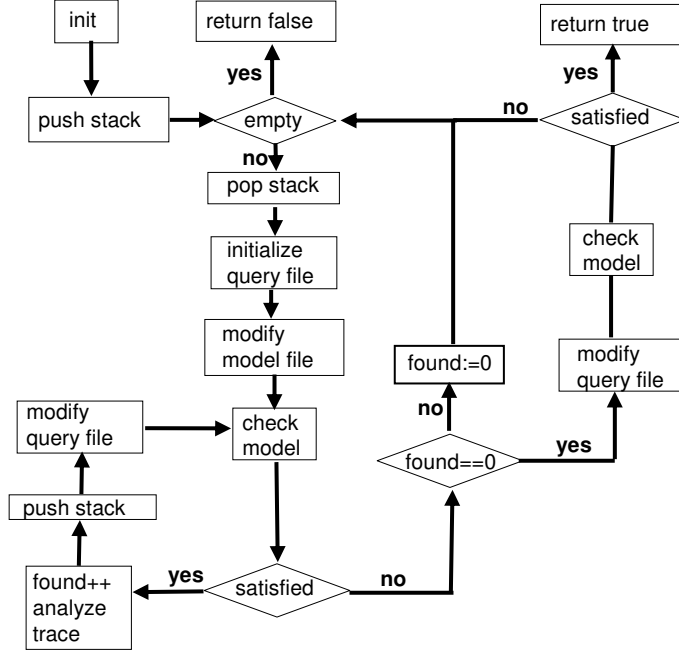 init
return false
return true
yes
yes
push stack
empty
no
satisfied
no
pop stack
initialize
query file
check
model
modify
model file
found:=0
modify
query file
modify
query file
check
model
no
found==0
yes
push stack
found++
analyze
trace
yes
satisfied
no